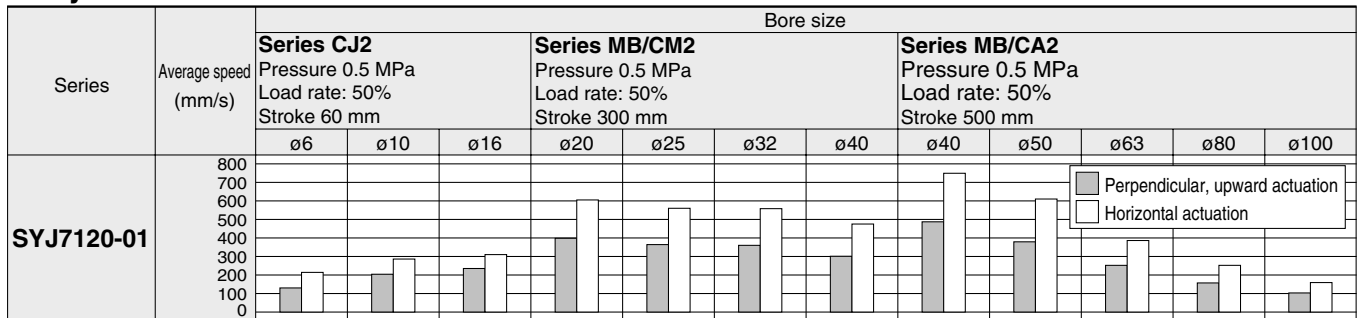 Bore size
Series
Average speed
(mm/s)
Series CJ2
Pressure 0.5 MPa
Load rate: 50%
Stroke 60 mm
Series MB/CM2
Pressure 0.5 MPa
Load rate: 50%
Stroke 300 mm
Series MB/CA2
Pressure 0.5 MPa
Load rate: 50%
Stroke 500 mm
ø6 ø10 ø16 ø20 ø25 ø32 ø40 ø40 ø50 ø63 ø80 ø100
SYJ7120-01
800
700
600
500
400
300
200
100
0
Perpendicular, upward actuation
Horizontal actuation